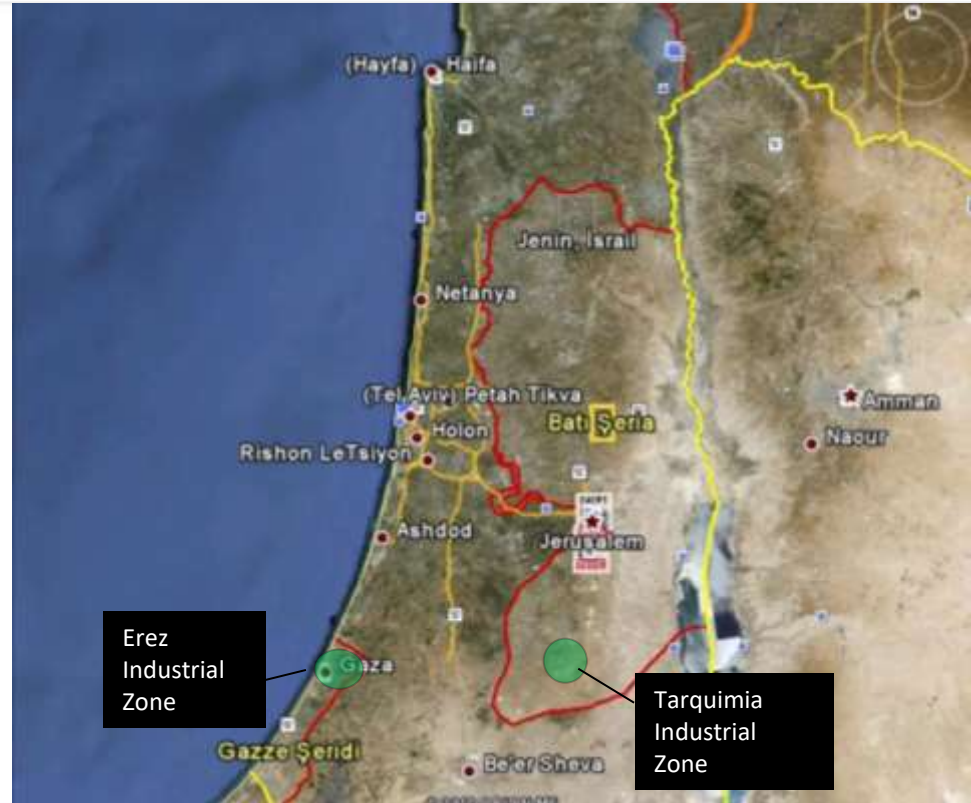 (Hayfa) Haifa
Jenin, İsrail
Netanya
(Tel Aviv) Petah Tikva
Amman
Batı Şeria
Holon
Naour
Rishon LeTsiyon
Ashdod
Jerusalem
Erez
Industrial
Zone
Gaza
Tarquimia
Industrial
Zone
Gazze Şeridi
Be'er Sheva